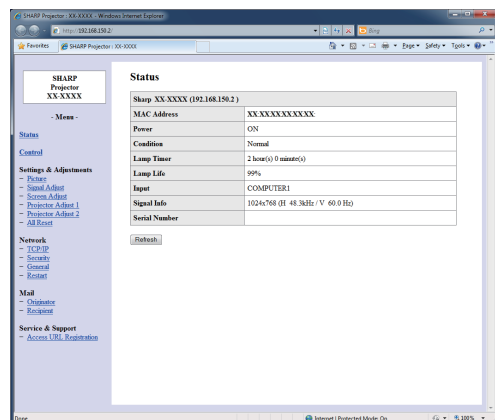 SHARP Projector : XX-XXXX - Windows Internet Explorer
http://192.168.150.2/
Bing
Favorites
SHARP Projector : XX-XXXX
Page
Safety
Tools
SHARP
Projector
XX-XXXX
- Menu -
Status
Control
Settings & Adjustments
- Picture
- Signal Adjust
- Screen Adjust
- Projector Adjust 1
- Projector Adjust 2
- All Reset
Network
- TCP/IP
- Security
- General
- Restart
Mail
- Originator
- Recipient
Service & Support
- Access URL Registration
Status
Sharp XX-XXXX (192.168.150.2 )
MAC Address XX:XXXXXXXXXX:
Power ON
Condition Normal
Lamp Timer 2 hour(s) 0 minute(s)
Lamp Life 99%
Input COMPUTER1
Signal Info 1024x768 (H 48.3kHz / V 60.0 Hz)
Serial Number
Refresh
Done
Internet | Protected Mode: On
100%